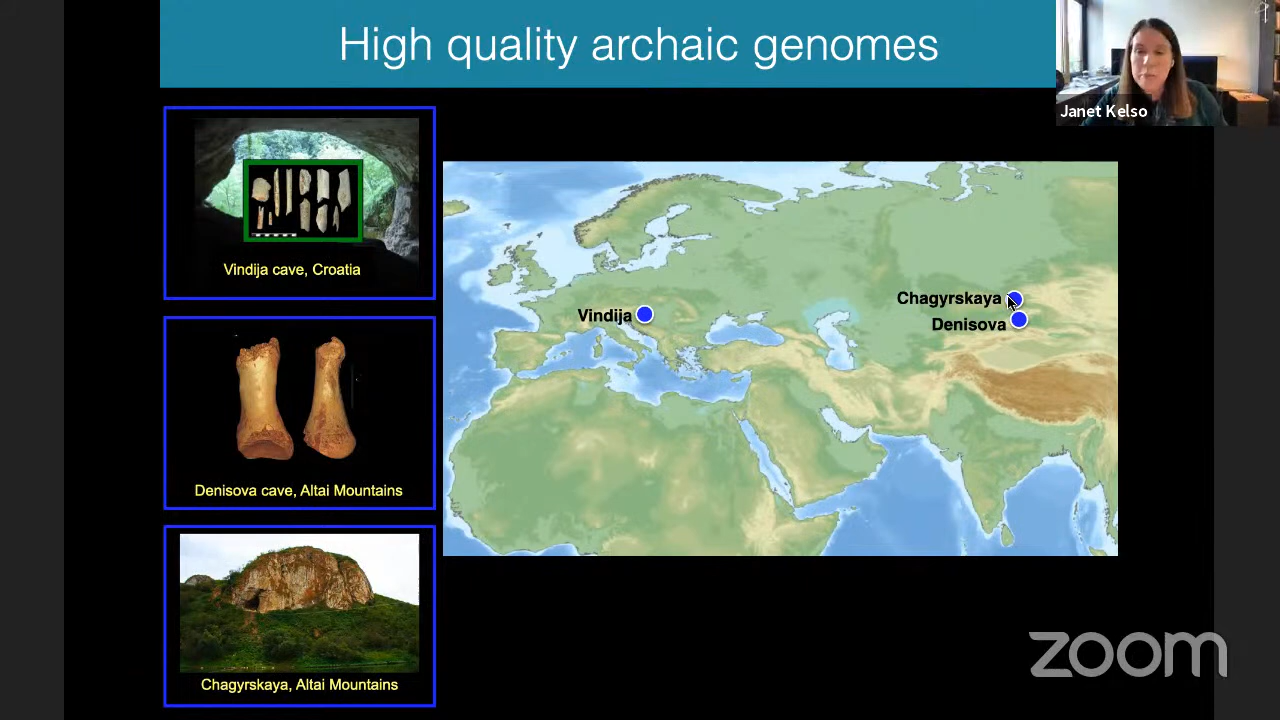 High quality archaic genomes
Janet Kelso
Vindija cave, Croatia
Denisova cave, Altai Mountains
Chagyrskaya, Altai Mountains
Vindija
Chagyrskaya
Denisova
zoom